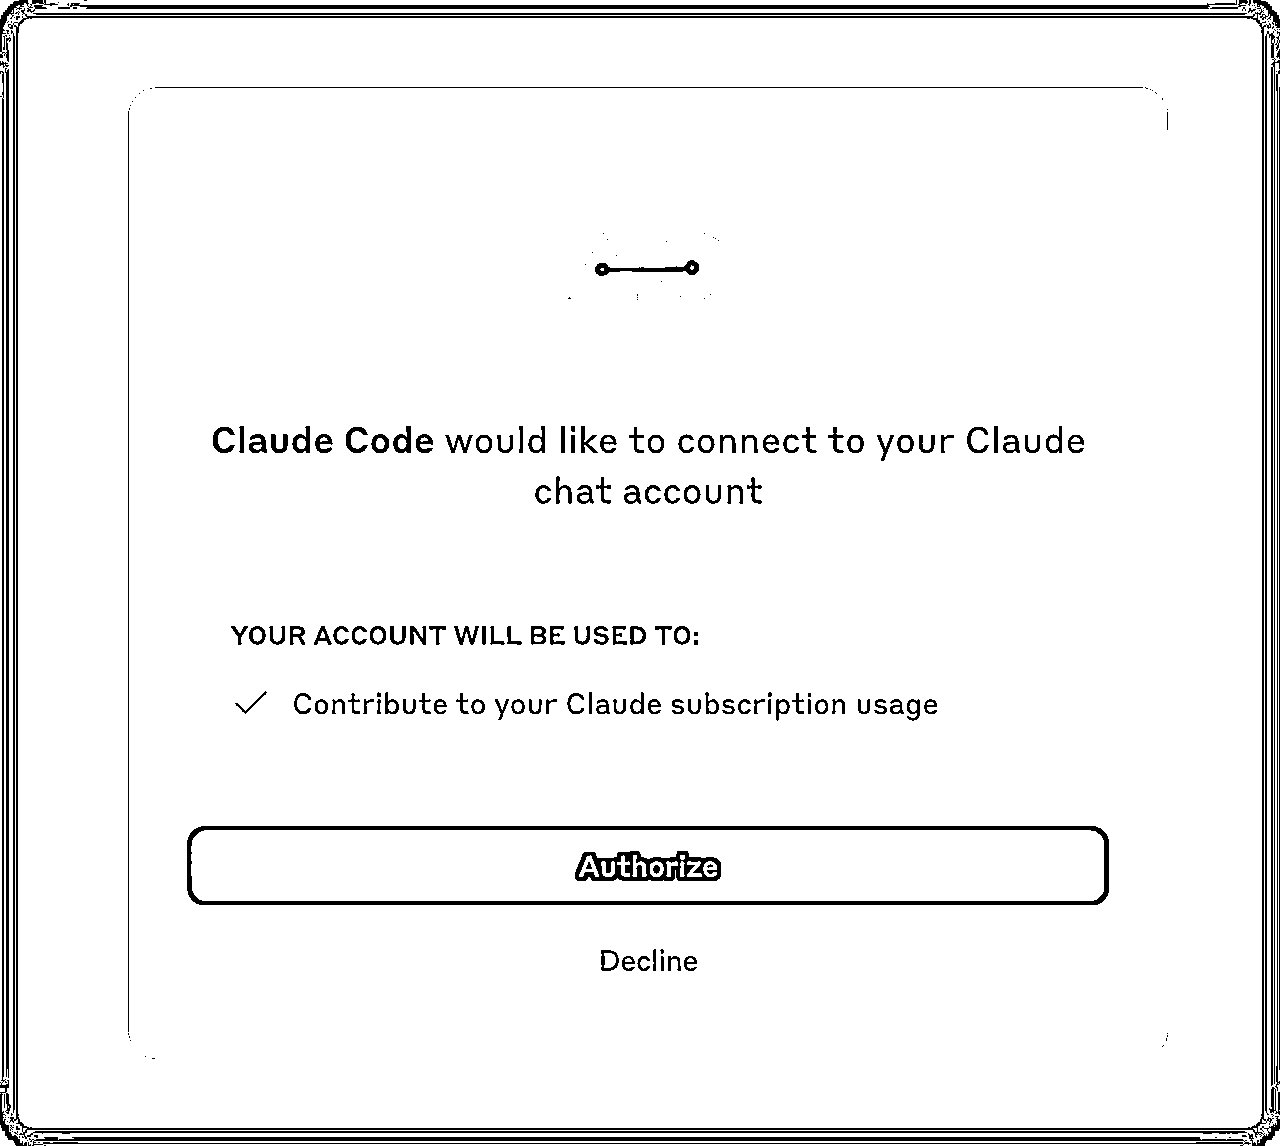 Claude Code would like to connect to your Claude
chat account
YOUR ACCOUNT WILL BE USED TO:
Contribute to your Claude subscription usage
Authorize
Decline